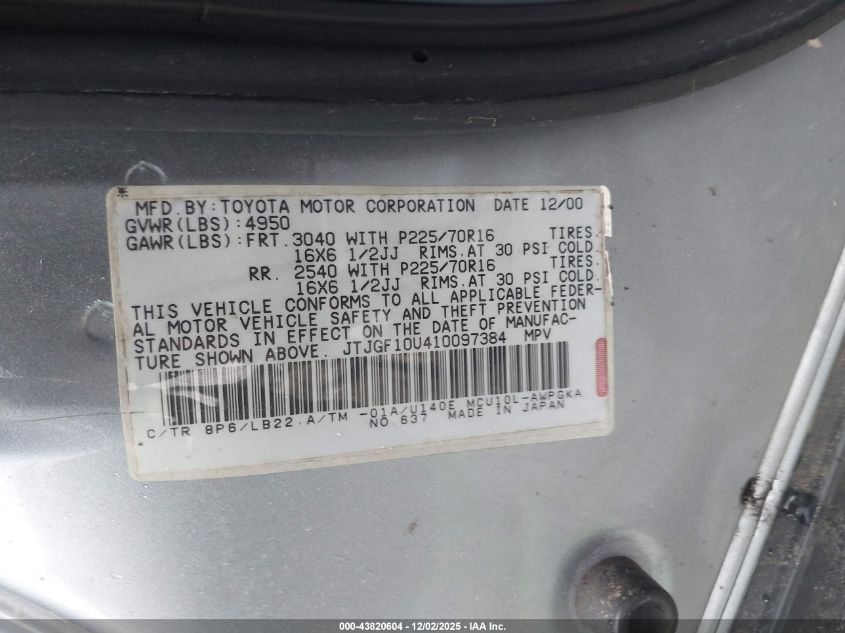 MFD. BY: TOYOTA MOTOR CORPORATION DATE 12/00
GVWR(LBS): 4950
GAWR(LBS): FRT. 3040 WITH P225/70R16 TIRES.
16X6 1/2JJ RIMS. AT 30 PSI COLD.
RR. 2540 WITH P225/70R16 TIRES.
16X6 1/2JJ RIMS. AT 30 PSI COLD.
THIS VEHICLE CONFORMS TO ALL APPLICABLE FEDER-
AL MOTOR VEHICLE SAFETY AND THEFT PREVENTION
STANDARDS IN EFFECT ON THE DATE OF MANUFAC-
TURE SHOWN ABOVE. JTJGF10U410097384 MPV
C/TR 8P6/LB22. A/TM -01A/U140E MCU10L-AWPGKA
NO. 637 MADE IN JAPAN
000-43820604 - 12/02/2025 - IAA Inc.